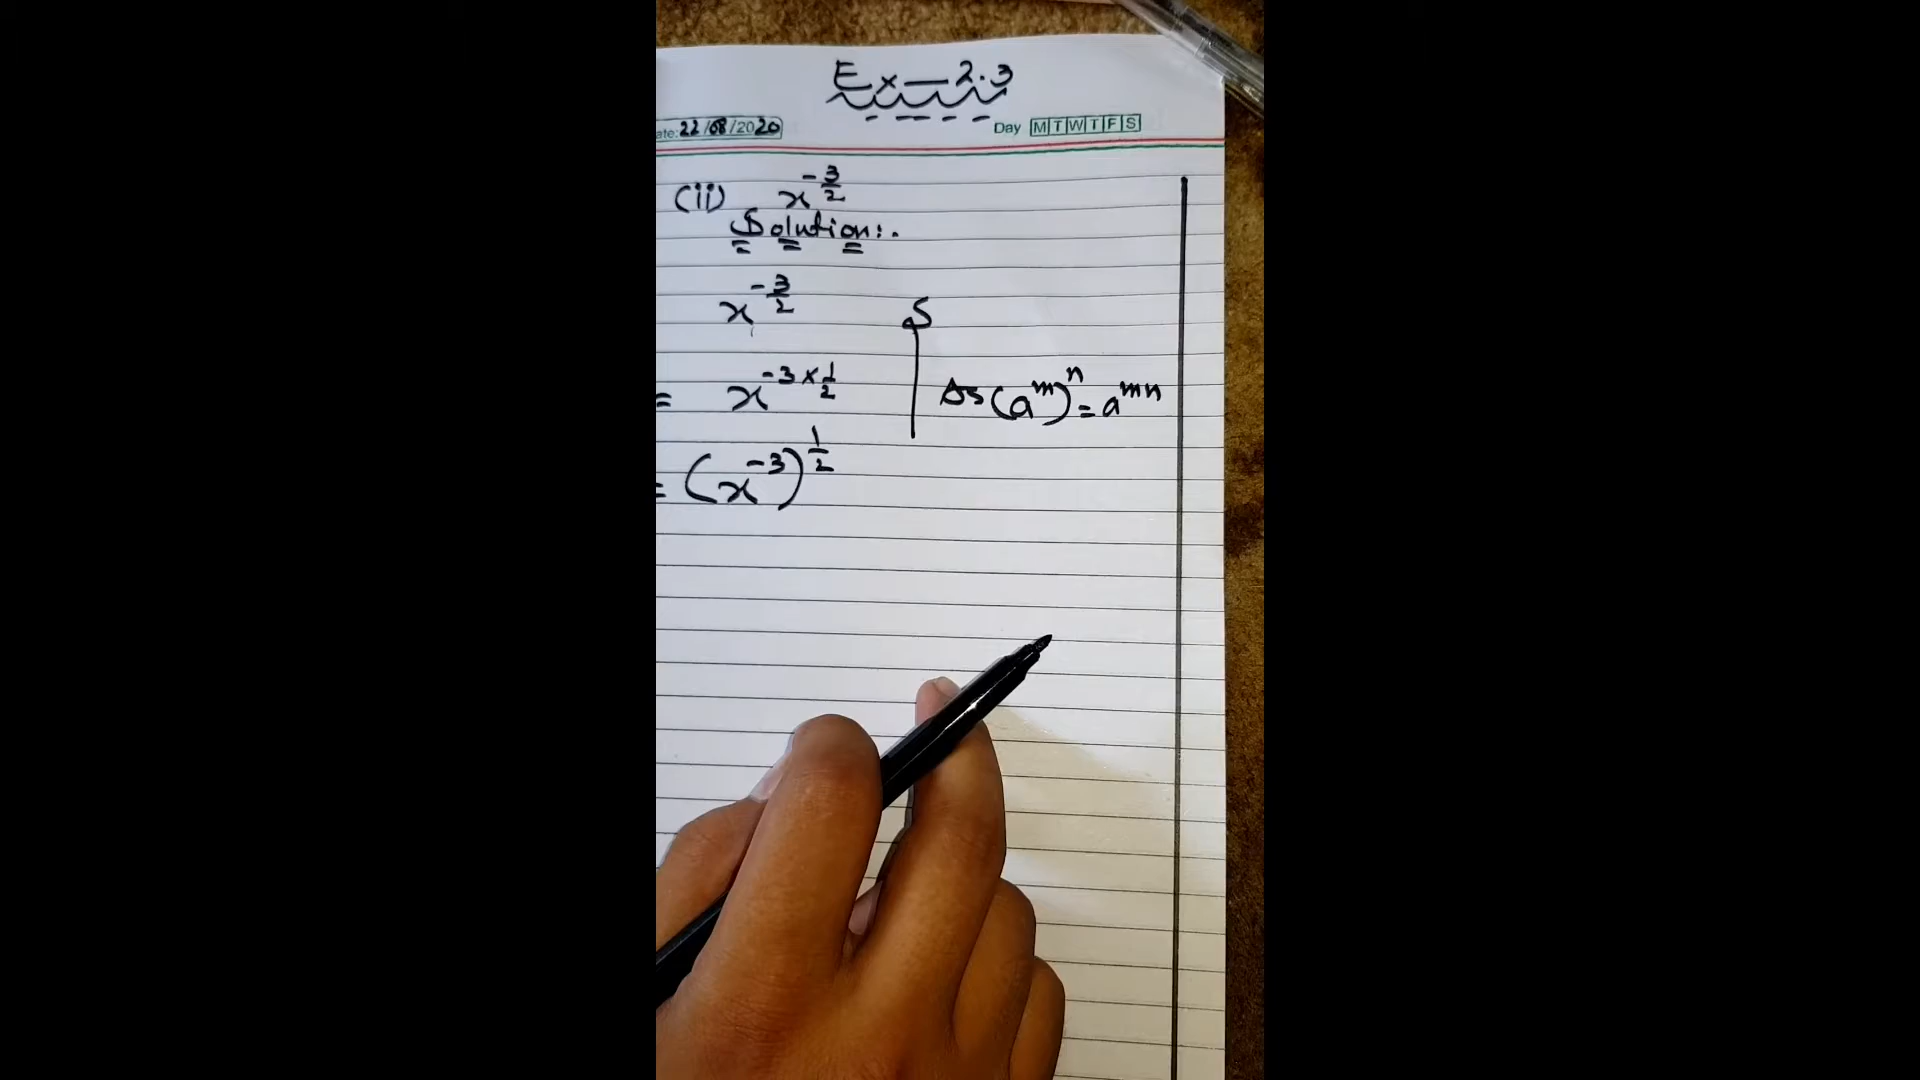 Ex — 2.3
ate: 22/08/2020 Day M T W T F S
(ii) x^{-3/2}
Solution:.
x^{-3/2}
= x^{-3×1/2} As (a^m)^n = a^{mn}
= (x^{-3})^{1/2}